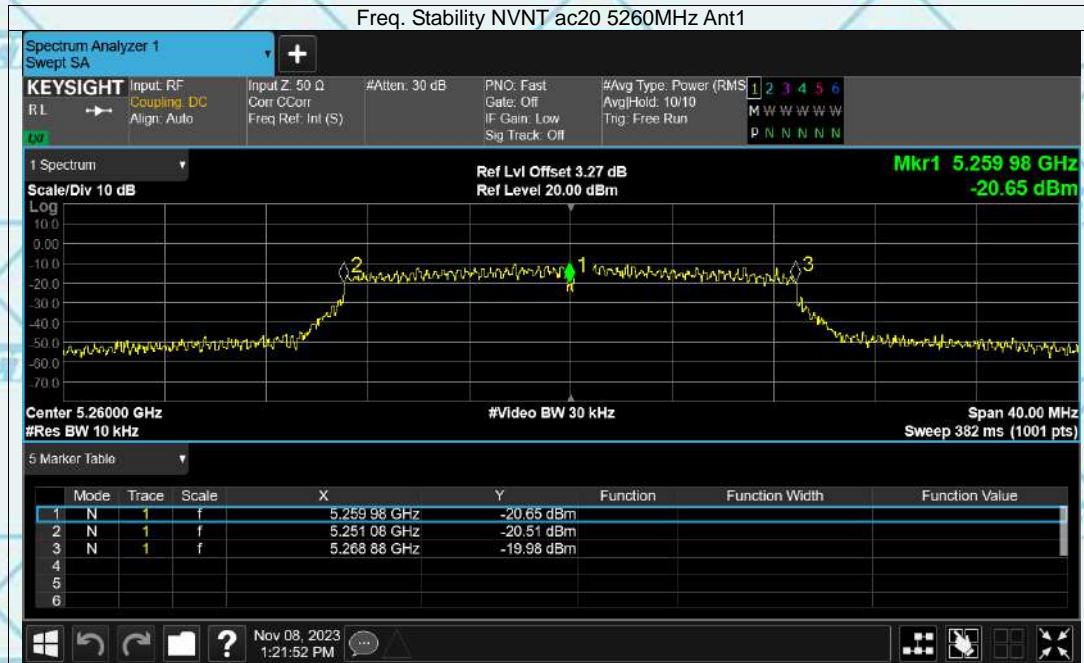 Freq. Stability NVNT ac20 5260MHz Ant1
Spectrum Analyzer 1
Swept SA
+
KEYSIGHT
R L
LXI
Input: RF
Coupling: DC
Align: Auto
Input Z: 50 Ω
Corr CCorr
Freq Ref: Int (S)
#Atten: 30 dB
PNO: Fast
Gate: Off
IF Gain: Low
Sig Track: Off
#Avg Type: Power (RMS
Avg|Hold: 10/10
Trig: Free Run
1 2 3 4 5 6
M W W W W W
P N N N N N
1 Spectrum
Scale/Div 10 dB
Ref Lvl Offset 3.27 dB
Ref Level 20.00 dBm
Mkr1 5.259 98 GHz
-20.65 dBm
Log
10.0
0.00
-10.0
-20.0
-30.0
-40.0
-50.0
-60.0
-70.0
2
1
3
Center 5.26000 GHz
#Video BW 30 kHz
Span 40.00 MHz
#Res BW 10 kHz
Sweep 382 ms (1001 pts)
5 Marker Table
Mode Trace Scale X Y Function Function Width Function Value
1 N 1 f 5.259 98 GHz -20.65 dBm
2 N 1 f 5.251 08 GHz -20.51 dBm
3 N 1 f 5.268 88 GHz -19.98 dBm
4
5
6
?
Nov 08, 2023
1:21:52 PM